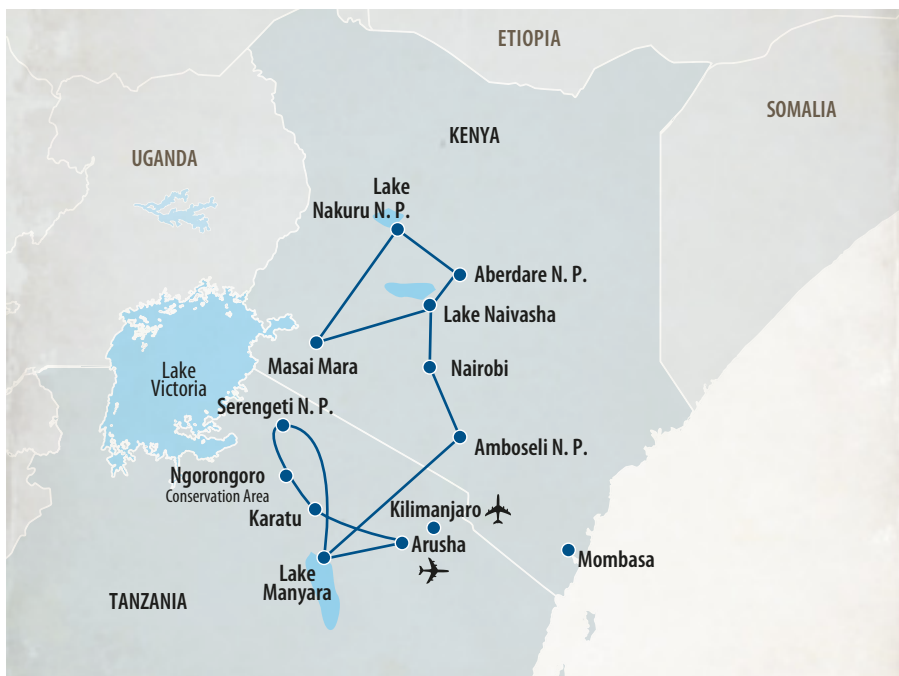 ETIOPIA
SOMALIA
KENYA
UGANDA
Lake
Nakuru N. P.
Aberdare N. P.
Lake Naivasha
Masai Mara
Nairobi
Lake
Victoria
Serengeti N. P.
Amboseli N. P.
Ngorongoro
Conservation Area
Karatu
Kilimanjaro
Arusha
Mombasa
Lake
Manyara
TANZANIA